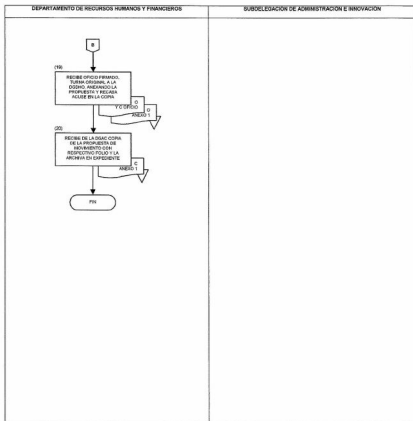 DEPARTAMENTO DE RECURSOS HUMANOS Y FINANCIEROS
SUBDELEGACIÓN DE ADMINISTRACIÓN E INNOVACIÓN
B
(19)
RECIBE OFICIO FIRMADO,
TURNA ORIGINAL A LA
DGDHO, ANEXANDO LA
PROPUESTA Y RECABA
ACUSE EN LA COPIA
O
Y C OFICIO
O
ANEXO 1
(20)
RECIBE DE LA DGAC COPIA
DE LA PROPUESTA DE
MOVIMIENTO CON
RESPECTIVO FOLIO Y LA
ARCHIVA EN EXPEDIENTE
C
ANEXO 1
FIN